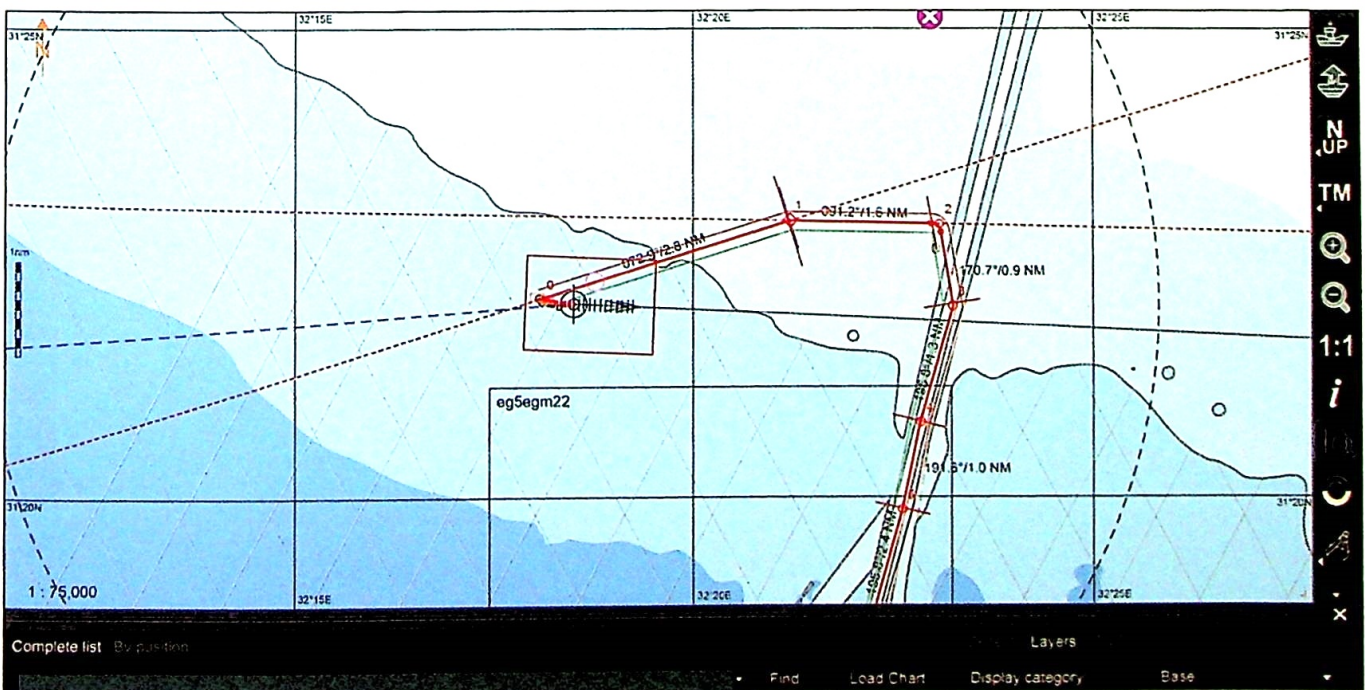 32°15E
32°20E
32°25E
31°25N
31°25N
N
N
UP
TM
1nm
0
072.9°/2.8 NM
1
091.2°/1.6 NM
2
170.7°/0.9 NM
3
1:1
i
eg5egm22
4
191.6°/1.0 NM
5
31°20N
31°20N
1 : 75,000
32°15E
32°20E
32°25E
Complete list
By position
Layers
Find
Load Chart
Display category
Base